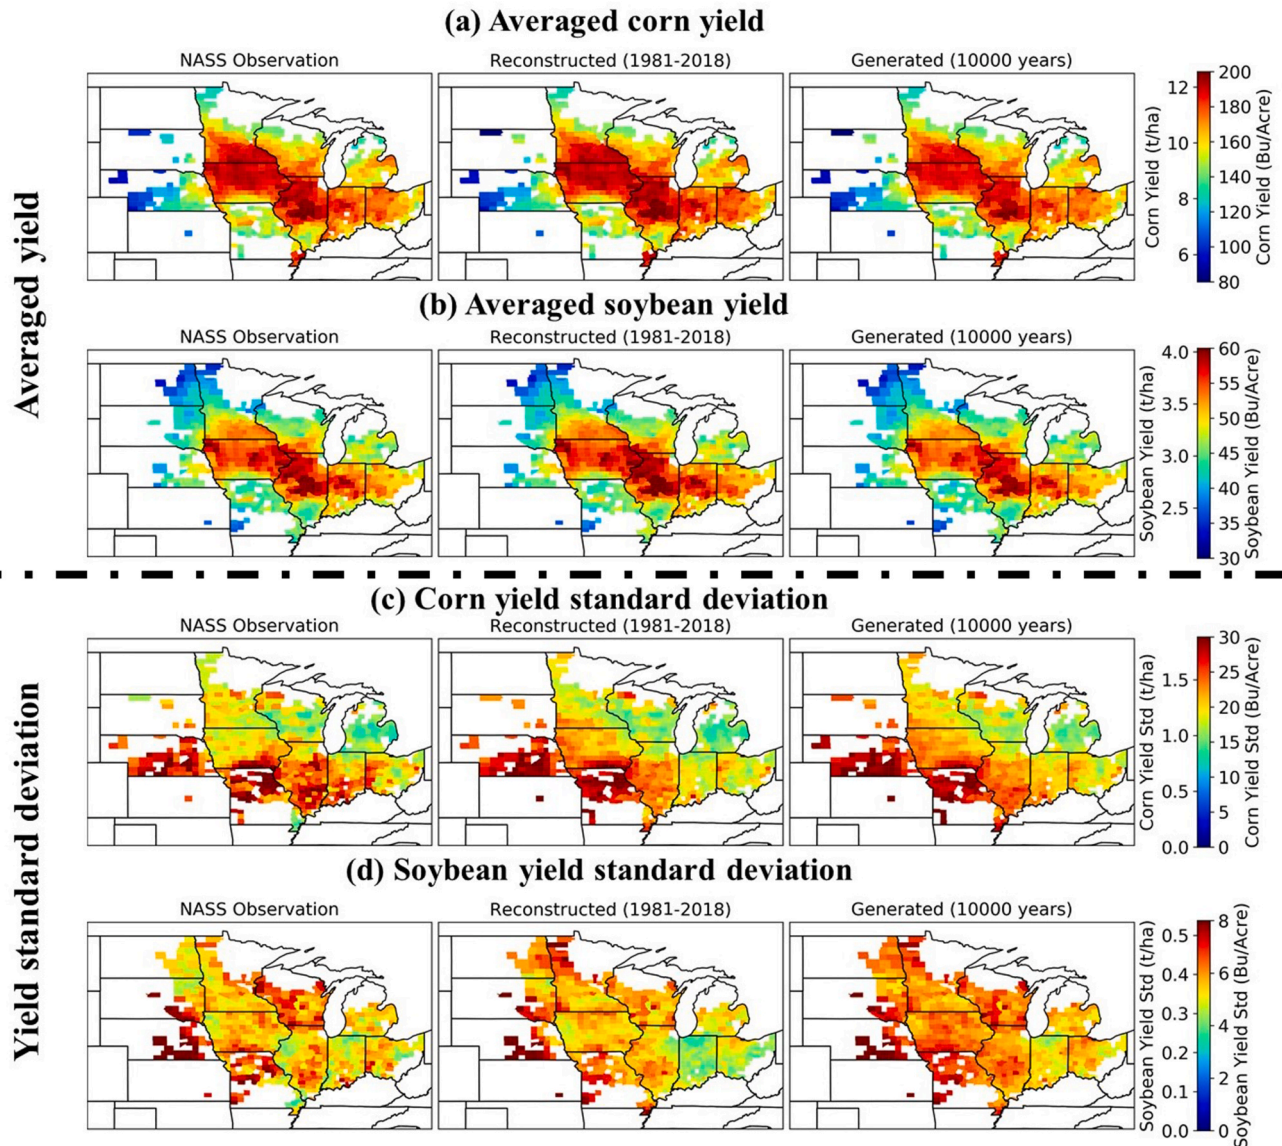 (a) Averaged corn yield
NASS Observation
Reconstructed (1981-2018)
Generated (10000 years)
12
10
8
6
Corn Yield (t/ha)
200
180
160
140
120
100
80
Corn Yield (Bu/Acre)
Averaged yield
(b) Averaged soybean yield
NASS Observation
Reconstructed (1981-2018)
Generated (10000 years)
4.0
3.5
3.0
2.5
Soybean Yield (t/ha)
60
55
50
45
40
35
30
Soybean Yield (Bu/Acre)
(c) Corn yield standard deviation
NASS Observation
Reconstructed (1981-2018)
Generated (10000 years)
1.5
1.0
0.5
0.0
Corn Yield Std (t/ha)
30
25
20
15
10
5
0
Corn Yield Std (Bu/Acre)
Yield standard deviation
(d) Soybean yield standard deviation
NASS Observation
Reconstructed (1981-2018)
Generated (10000 years)
0.5
0.4
0.3
0.2
0.1
0.0
Soybean Yield Std (t/ha)
8
6
4
2
0
Soybean Yield Std (Bu/Acre)